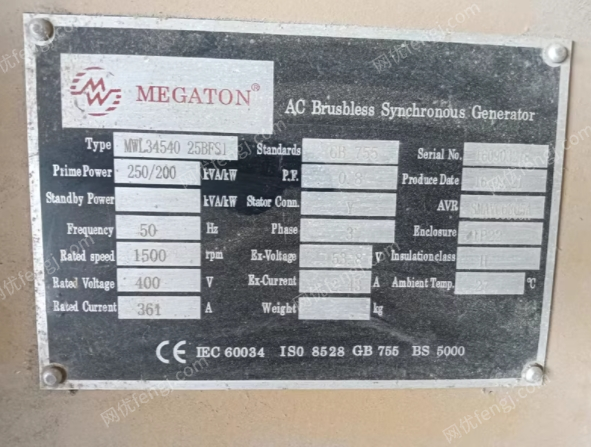 MEGATON®
AC Brushless Synchronous Generator
Type MWL34540 25BFSI Standards GB 755 Serial No.
Prime Power 250/200 kVA/kW P.F. 0.8 Produce Date
Standby Power kVA/kW Stator Conn. Y AVR
Frequency 50 Hz Phase 3 Enclosure
Rated speed 1500 rpm Ex-Voltage V Insulationclass H
Rated Voltage 400 V Ex-Current A Ambient Temp. ℃
Rated Current 361 A Weight kg
CE IEC 60034 ISO 8528 GB 755 BS 5000